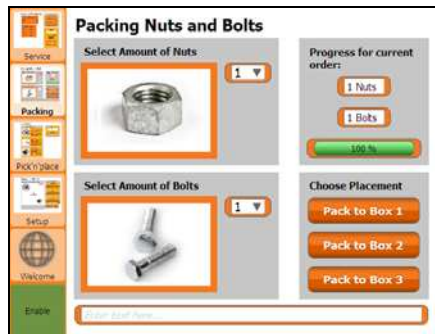 Packing Nuts and Bolts
Service
Packing
Pick'n'place
Setup
Welcome
Enable
Select Amount of Nuts
1
Select Amount of Bolts
1
Progress for current
order:
1 Nuts
1 Bolts
100 %
Choose Placement
Pack to Box 1
Pack to Box 2
Pack to Box 3
Enter text here...